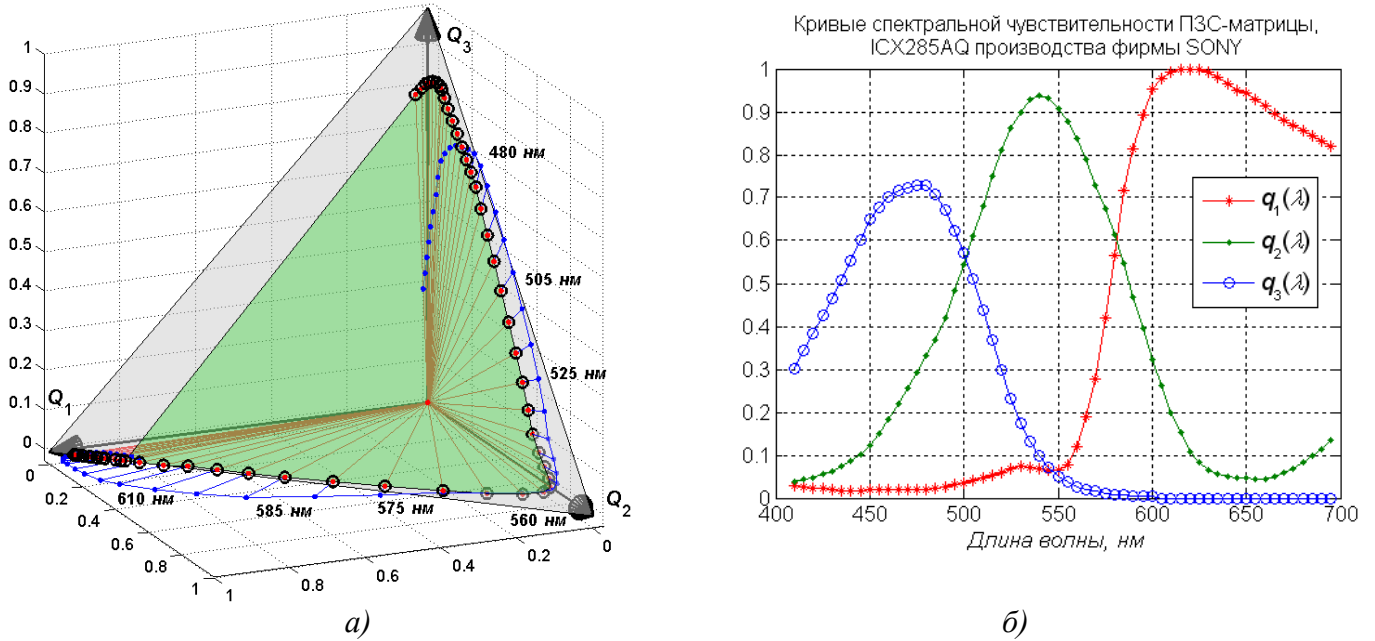 Q3
480 нм
505 нм
525 нм
Q1
Q2
610 нм
585 нм
575 нм
560 нм
1
0.9
0.8
0.7
0.6
0.5
0.4
0.3
0.2
0.1
0
0
0.2
0.4
0.6
0.8
1
1
0.8
0.6
0.4
0.2
0
а)
Кривые спектральной чувствительности ПЗС-матрицы,
ICX285AQ производства фирмы SONY
1
0.9
0.8
0.7
0.6
0.5
0.4
0.3
0.2
0.1
0
q1(λ)
q2(λ)
q3(λ)
400 450 500 550 600 650 700
Длина волны, нм
б)